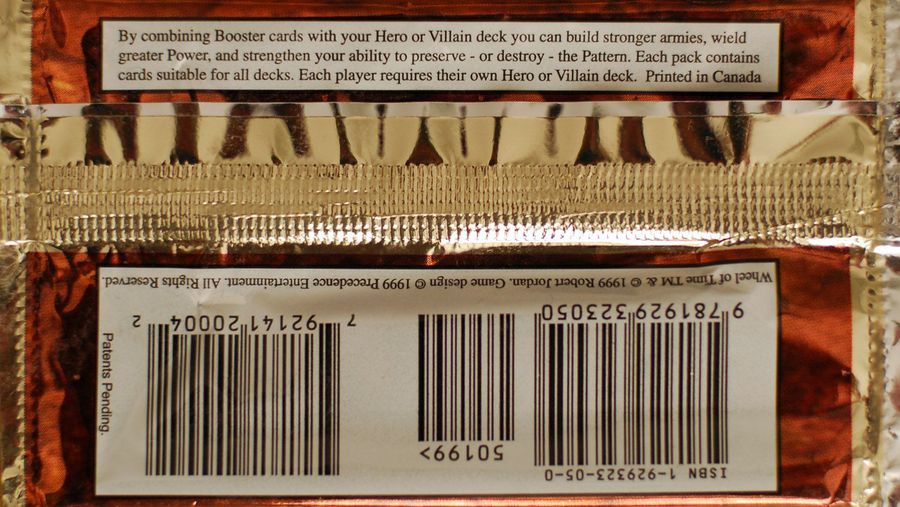 By combining Booster cards with your Hero or Villain deck you can build stronger armies, wield
greater Power, and strengthen your ability to preserve - or destroy - the Pattern. Each pack contains
cards suitable for all decks. Each player requires their own Hero or Villain deck. Printed in Canada
Wheel of Time TM & © 1999 Robert Jordan. Game design © 1999 Precedence Entertainment. All Rights Reserved.
9 781929 323050
7 92141 20004 2
50199>
ISBN 1-929323-05-0
Patents Pending.